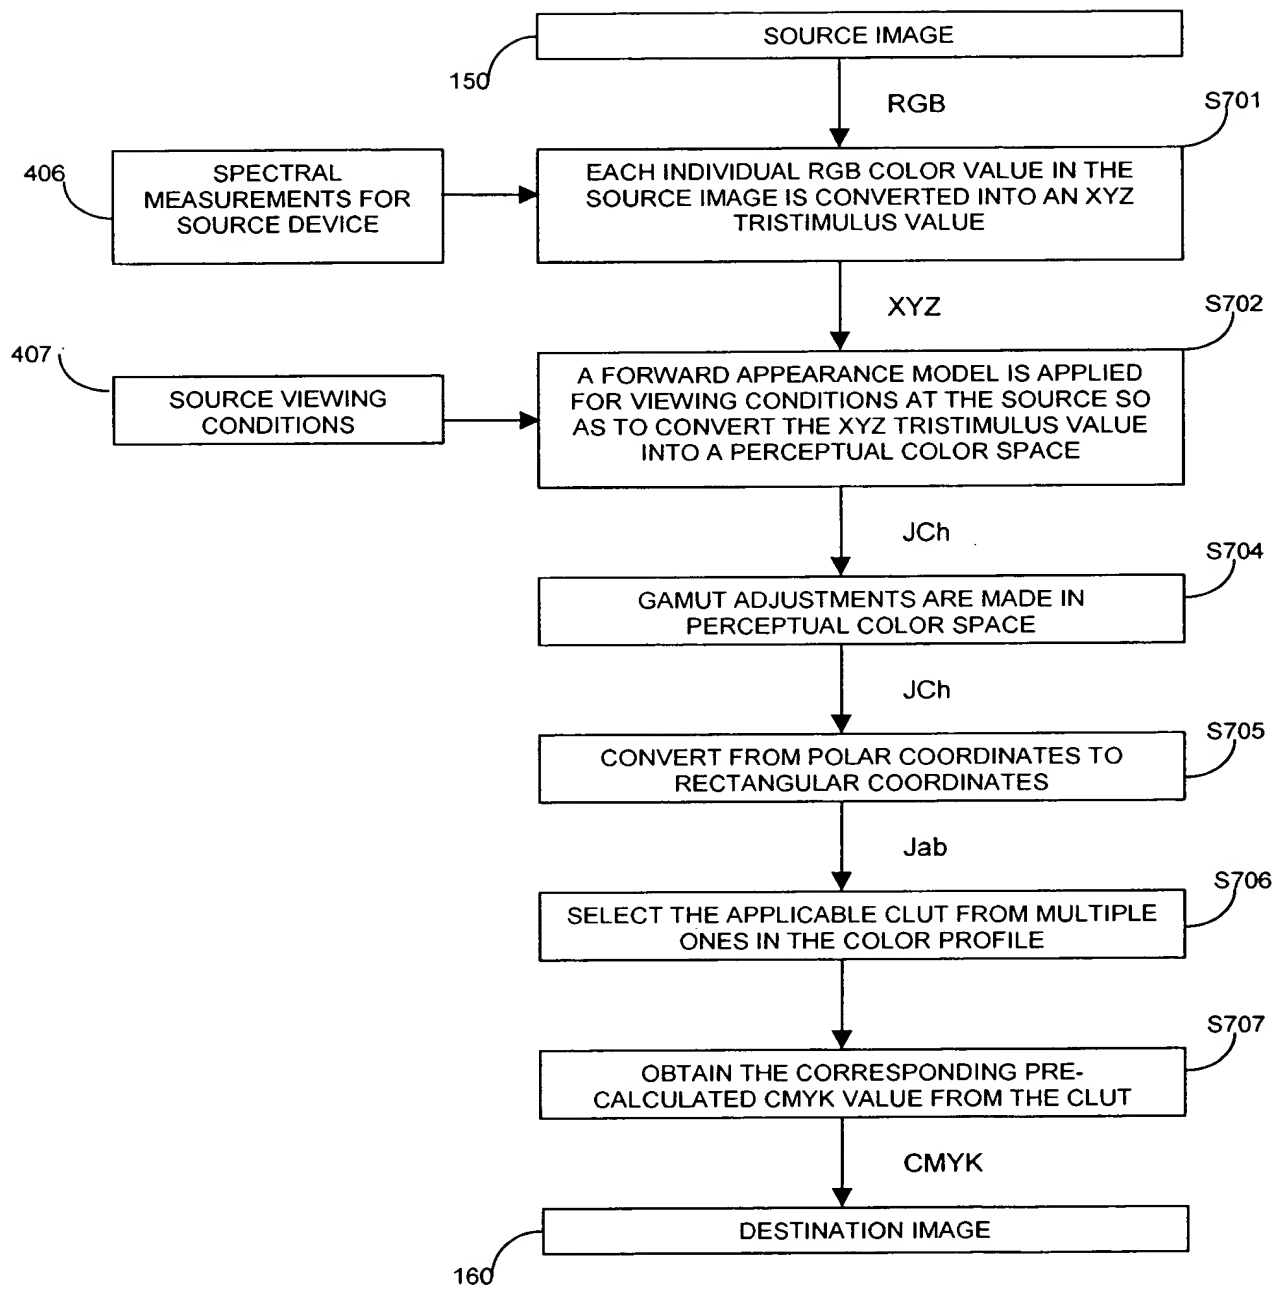 SOURCE IMAGE
150
RGB
S701
406
SPECTRAL
MEASUREMENTS FOR
SOURCE DEVICE
EACH INDIVIDUAL RGB COLOR VALUE IN THE
SOURCE IMAGE IS CONVERTED INTO AN XYZ
TRISTIMULUS VALUE
XYZ
S702
407
SOURCE VIEWING
CONDITIONS
A FORWARD APPEARANCE MODEL IS APPLIED
FOR VIEWING CONDITIONS AT THE SOURCE SO
AS TO CONVERT THE XYZ TRISTIMULUS VALUE
INTO A PERCEPTUAL COLOR SPACE
JCh
S704
GAMUT ADJUSTMENTS ARE MADE IN
PERCEPTUAL COLOR SPACE
JCh
S705
CONVERT FROM POLAR COORDINATES TO
RECTANGULAR COORDINATES
Jab
S706
SELECT THE APPLICABLE CLUT FROM MULTIPLE
ONES IN THE COLOR PROFILE
S707
OBTAIN THE CORRESPONDING PRE-
CALCULATED CMYK VALUE FROM THE CLUT
CMYK
DESTINATION IMAGE
160